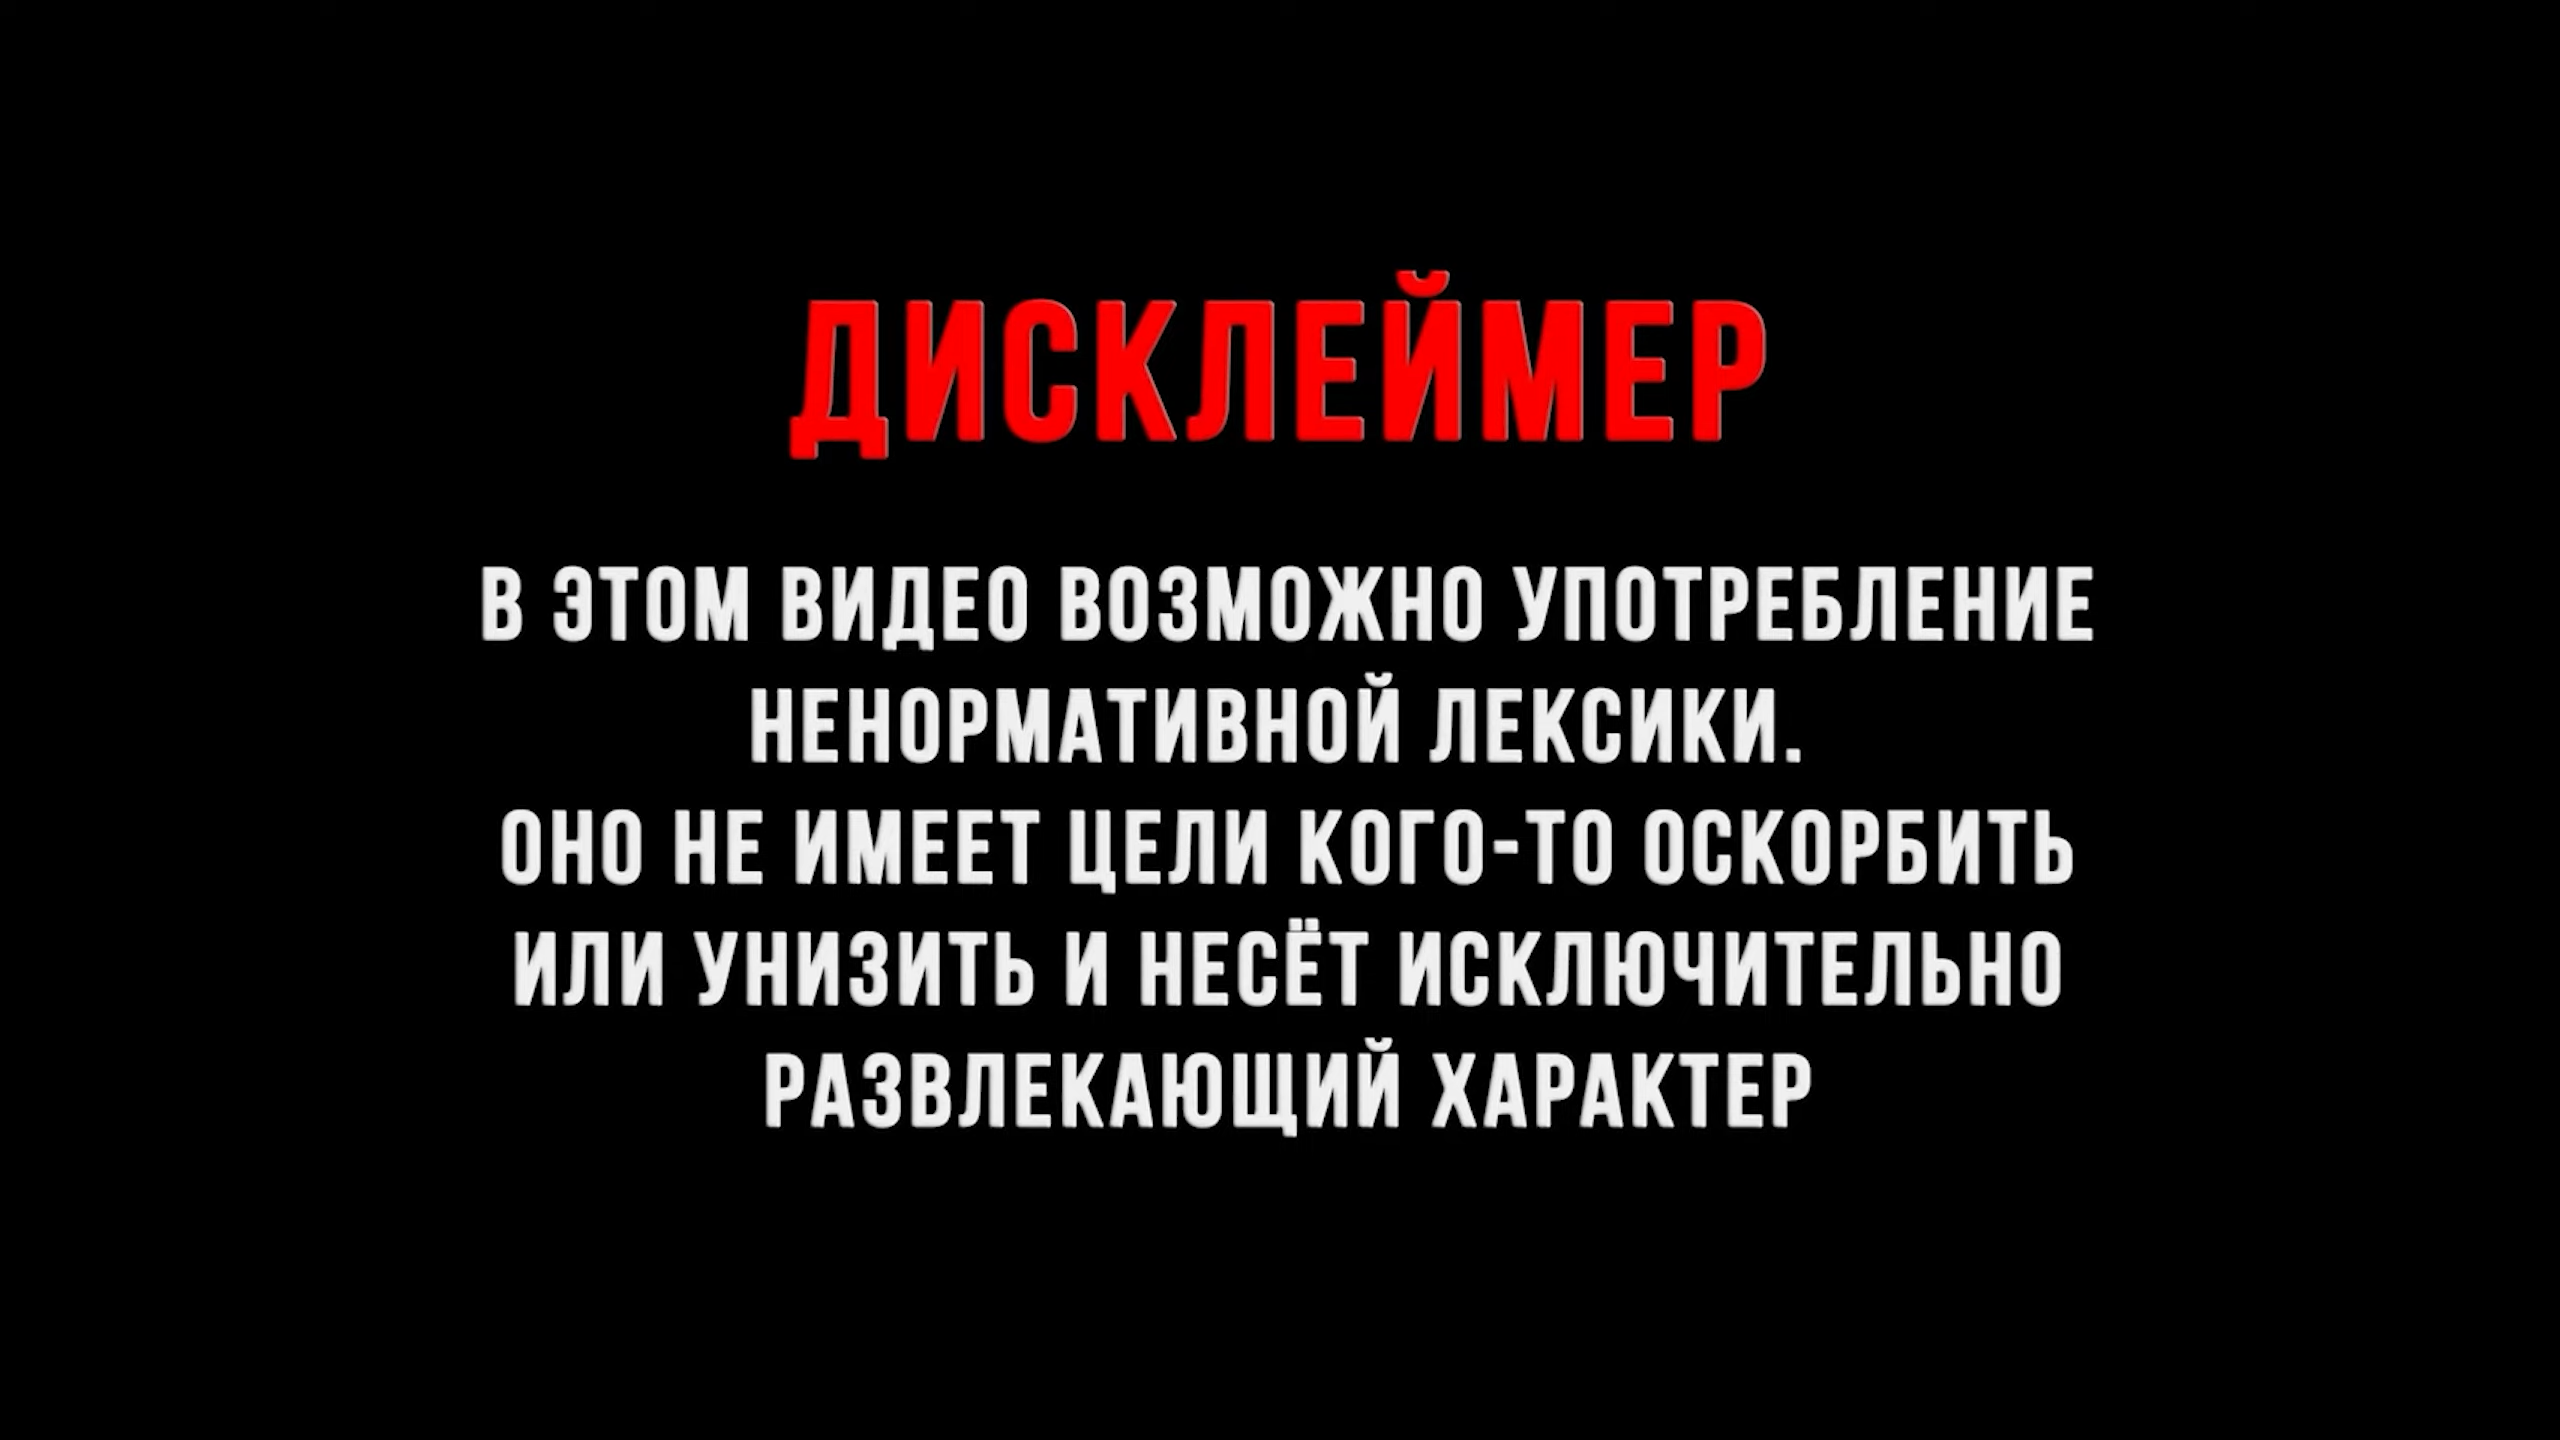 ДИСКЛЕЙМЕР
В ЭТОМ ВИДЕО ВОЗМОЖНО УПОТРЕБЛЕНИЕ
НЕНОРМАТИВНОЙ ЛЕКСИКИ.
ОНО НЕ ИМЕЕТ ЦЕЛИ КОГО-ТО ОСКОРБИТЬ
ИЛИ УНИЗИТЬ И НЕСЁТ ИСКЛЮЧИТЕЛЬНО
РАЗВЛЕКАЮЩИЙ ХАРАКТЕР